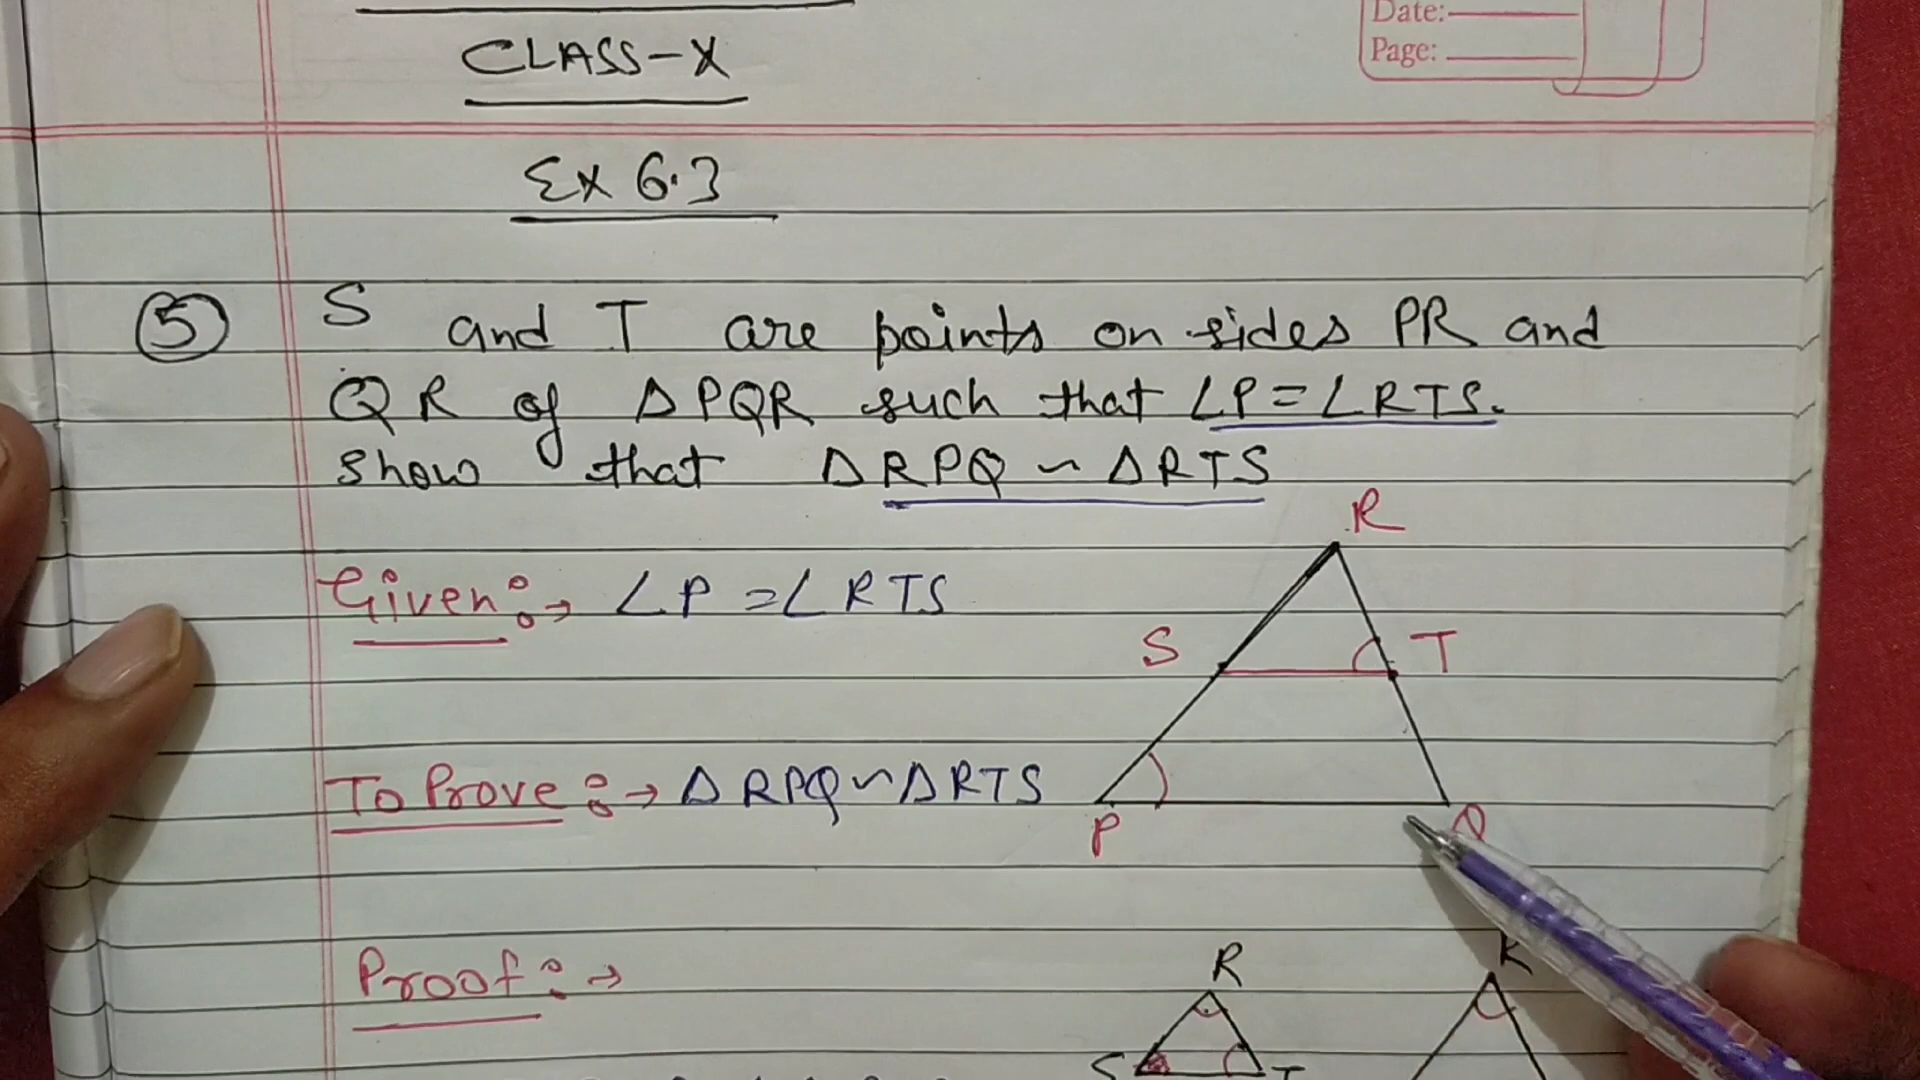 Date:
Page:
CLASS-X
Ex 6.3
5 S and T are points on sides PR and
QR of ΔPQR such that ∠P=∠RTS.
show that ΔRPQ ~ ΔRTS
R
Given:→ ∠P =∠RTS
S T
To Prove:→ ΔRPQ~ΔRTS
P Q
Proof:→
R R
S T